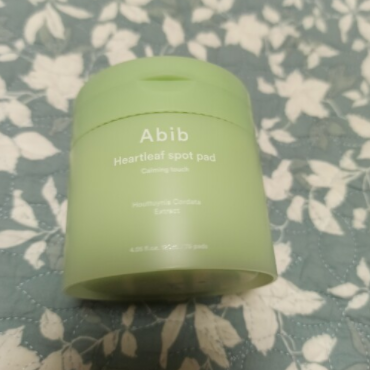 Abib
Heartleaf spot pad
Calming touch
Houttuynia Cordata
Extract